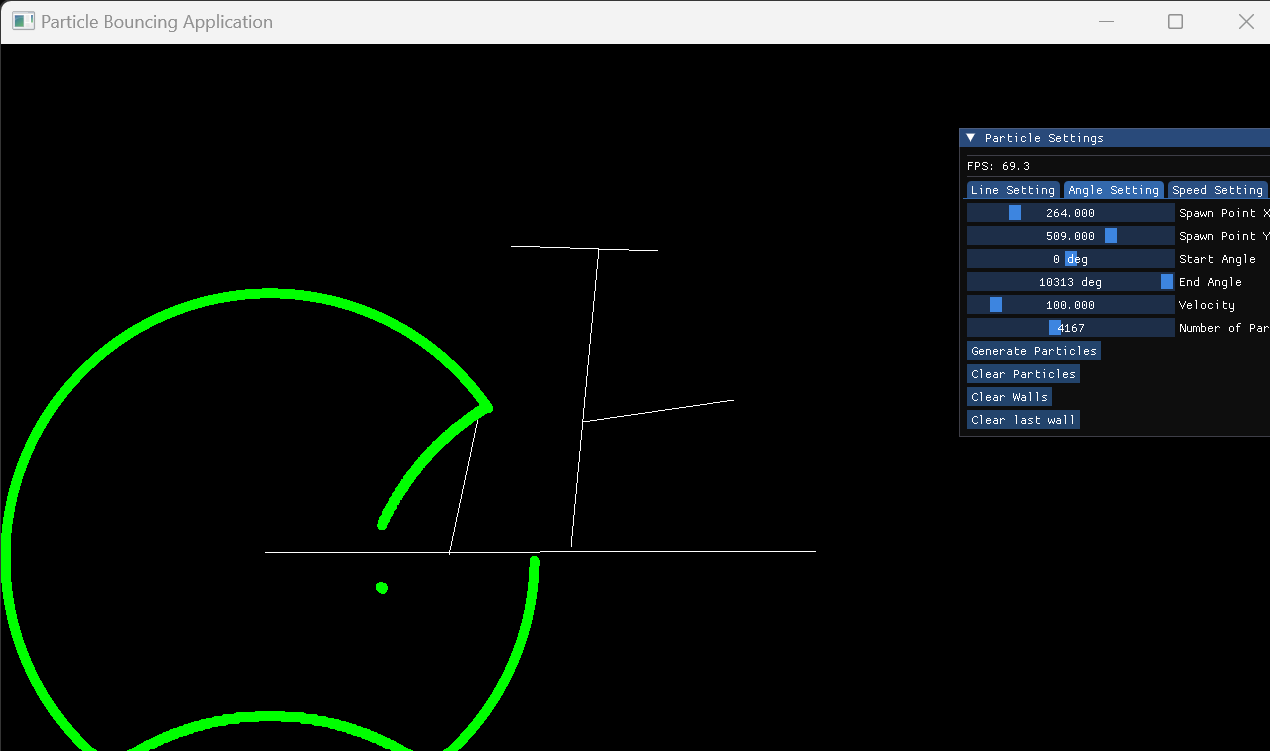 Particle Bouncing Application
Particle Settings
FPS: 69.3
Line Setting Angle Setting Speed Setting
264.000 Spawn Point X
509.000 Spawn Point Y
0 deg Start Angle
10313 deg End Angle
100.000 Velocity
4167 Number of Par
Generate Particles
Clear Particles
Clear Walls
Clear last wall